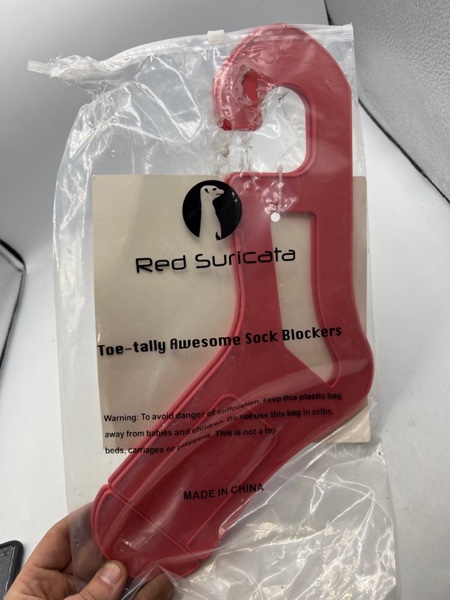 Red Suricata
Toe-tally Awesome Sock Blockers
Warning: To avoid danger of suffocation, keep this plastic bag
away from babies and children. Do not use this bag in cribs,
beds, carriages or playpens. This is not a toy.
MADE IN CHINA